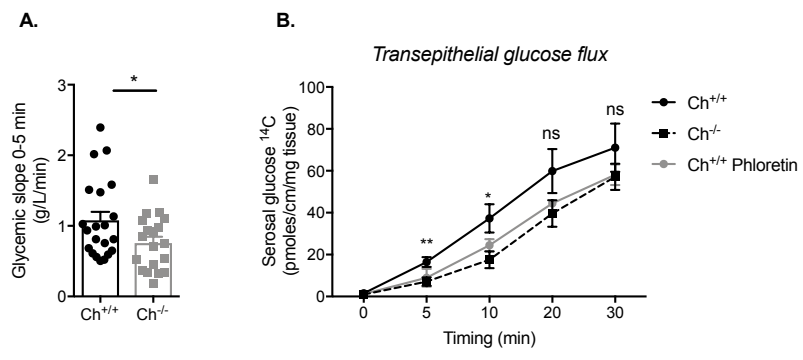 A.
B.
Transepithelial glucose flux
*
Glycemic slope 0-5 min
(g/L/min)
3
2
1
0
Ch+/+
Ch-/-
Serosal glucose 14C
(pmoles/cm/mg tissue)
100
80
60
40
20
0
**
*
ns
ns
0
5
10
20
30
Timing (min)
Ch+/+
Ch-/-
Ch+/+ Phloretin